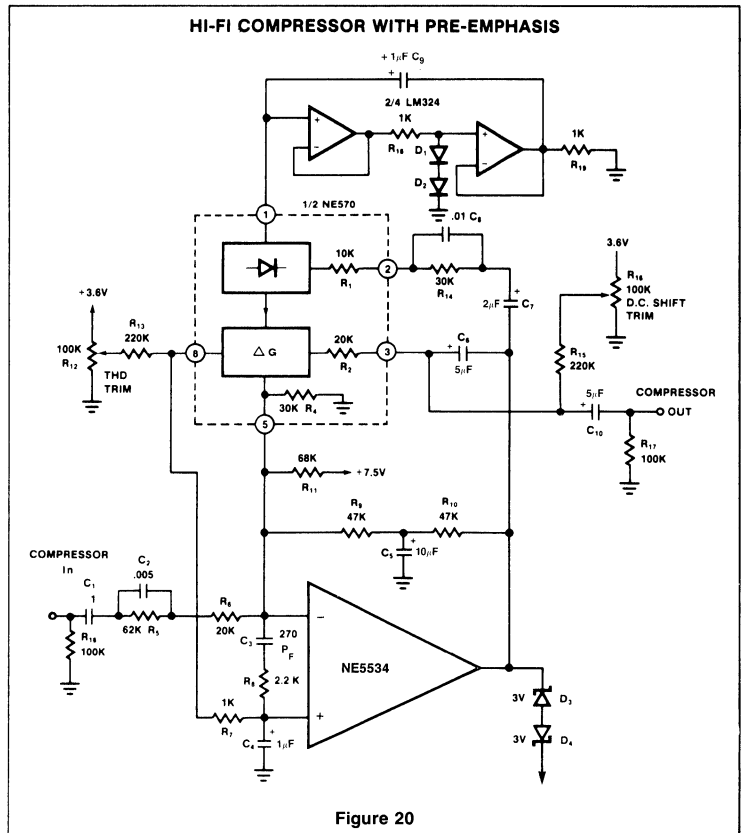 HI-FI COMPRESSOR WITH PRE-EMPHASIS
+ 1µF C9
+
2/4 LM324
+
-
1K
R18
D1
D2
+
-
1K
R19
1
1/2 NE570
.01 C8
10K
R1
2
30K
R14
+
2µF C7
3.6V
R16
100K
D.C. SHIFT
TRIM
+3.6V
R13
220K
100K
R12
THD
TRIM
8
△G
20K
R2
3
+
C6
5µF
R15
220K
5µF
+
C10
COMPRESSOR
OUT
R17
100K
30K R4
5
68K
R11
+7.5V
R9
47K
R10
47K
C5
+
10µF
COMPRESSOR
In
C1
1
C2
.005
62K R5
R16
100K
R6
20K
C3
270
PF
R8
2.2 K
1K
R7
C4
+
1µF
-
+
NE5534
3V
D3
3V
D4
Figure 20